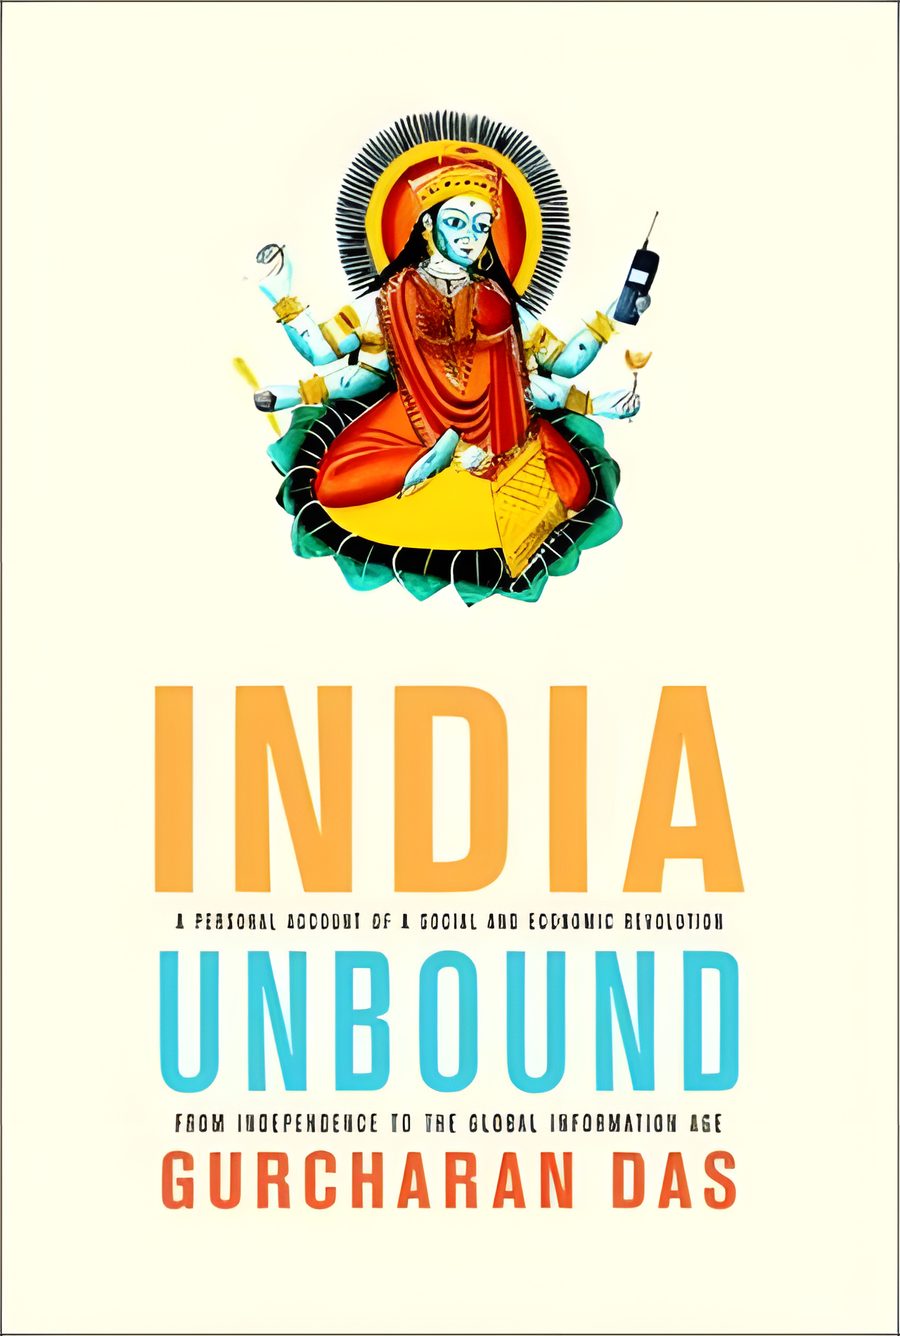 INDIA
A PERSONAL ACCOUNT OF A SOCIAL AND ECONOMIC REVOLUTION
UNBOUND
FROM INDEPENDENCE TO THE GLOBAL INFORMATION AGE
GURCHARAN DAS